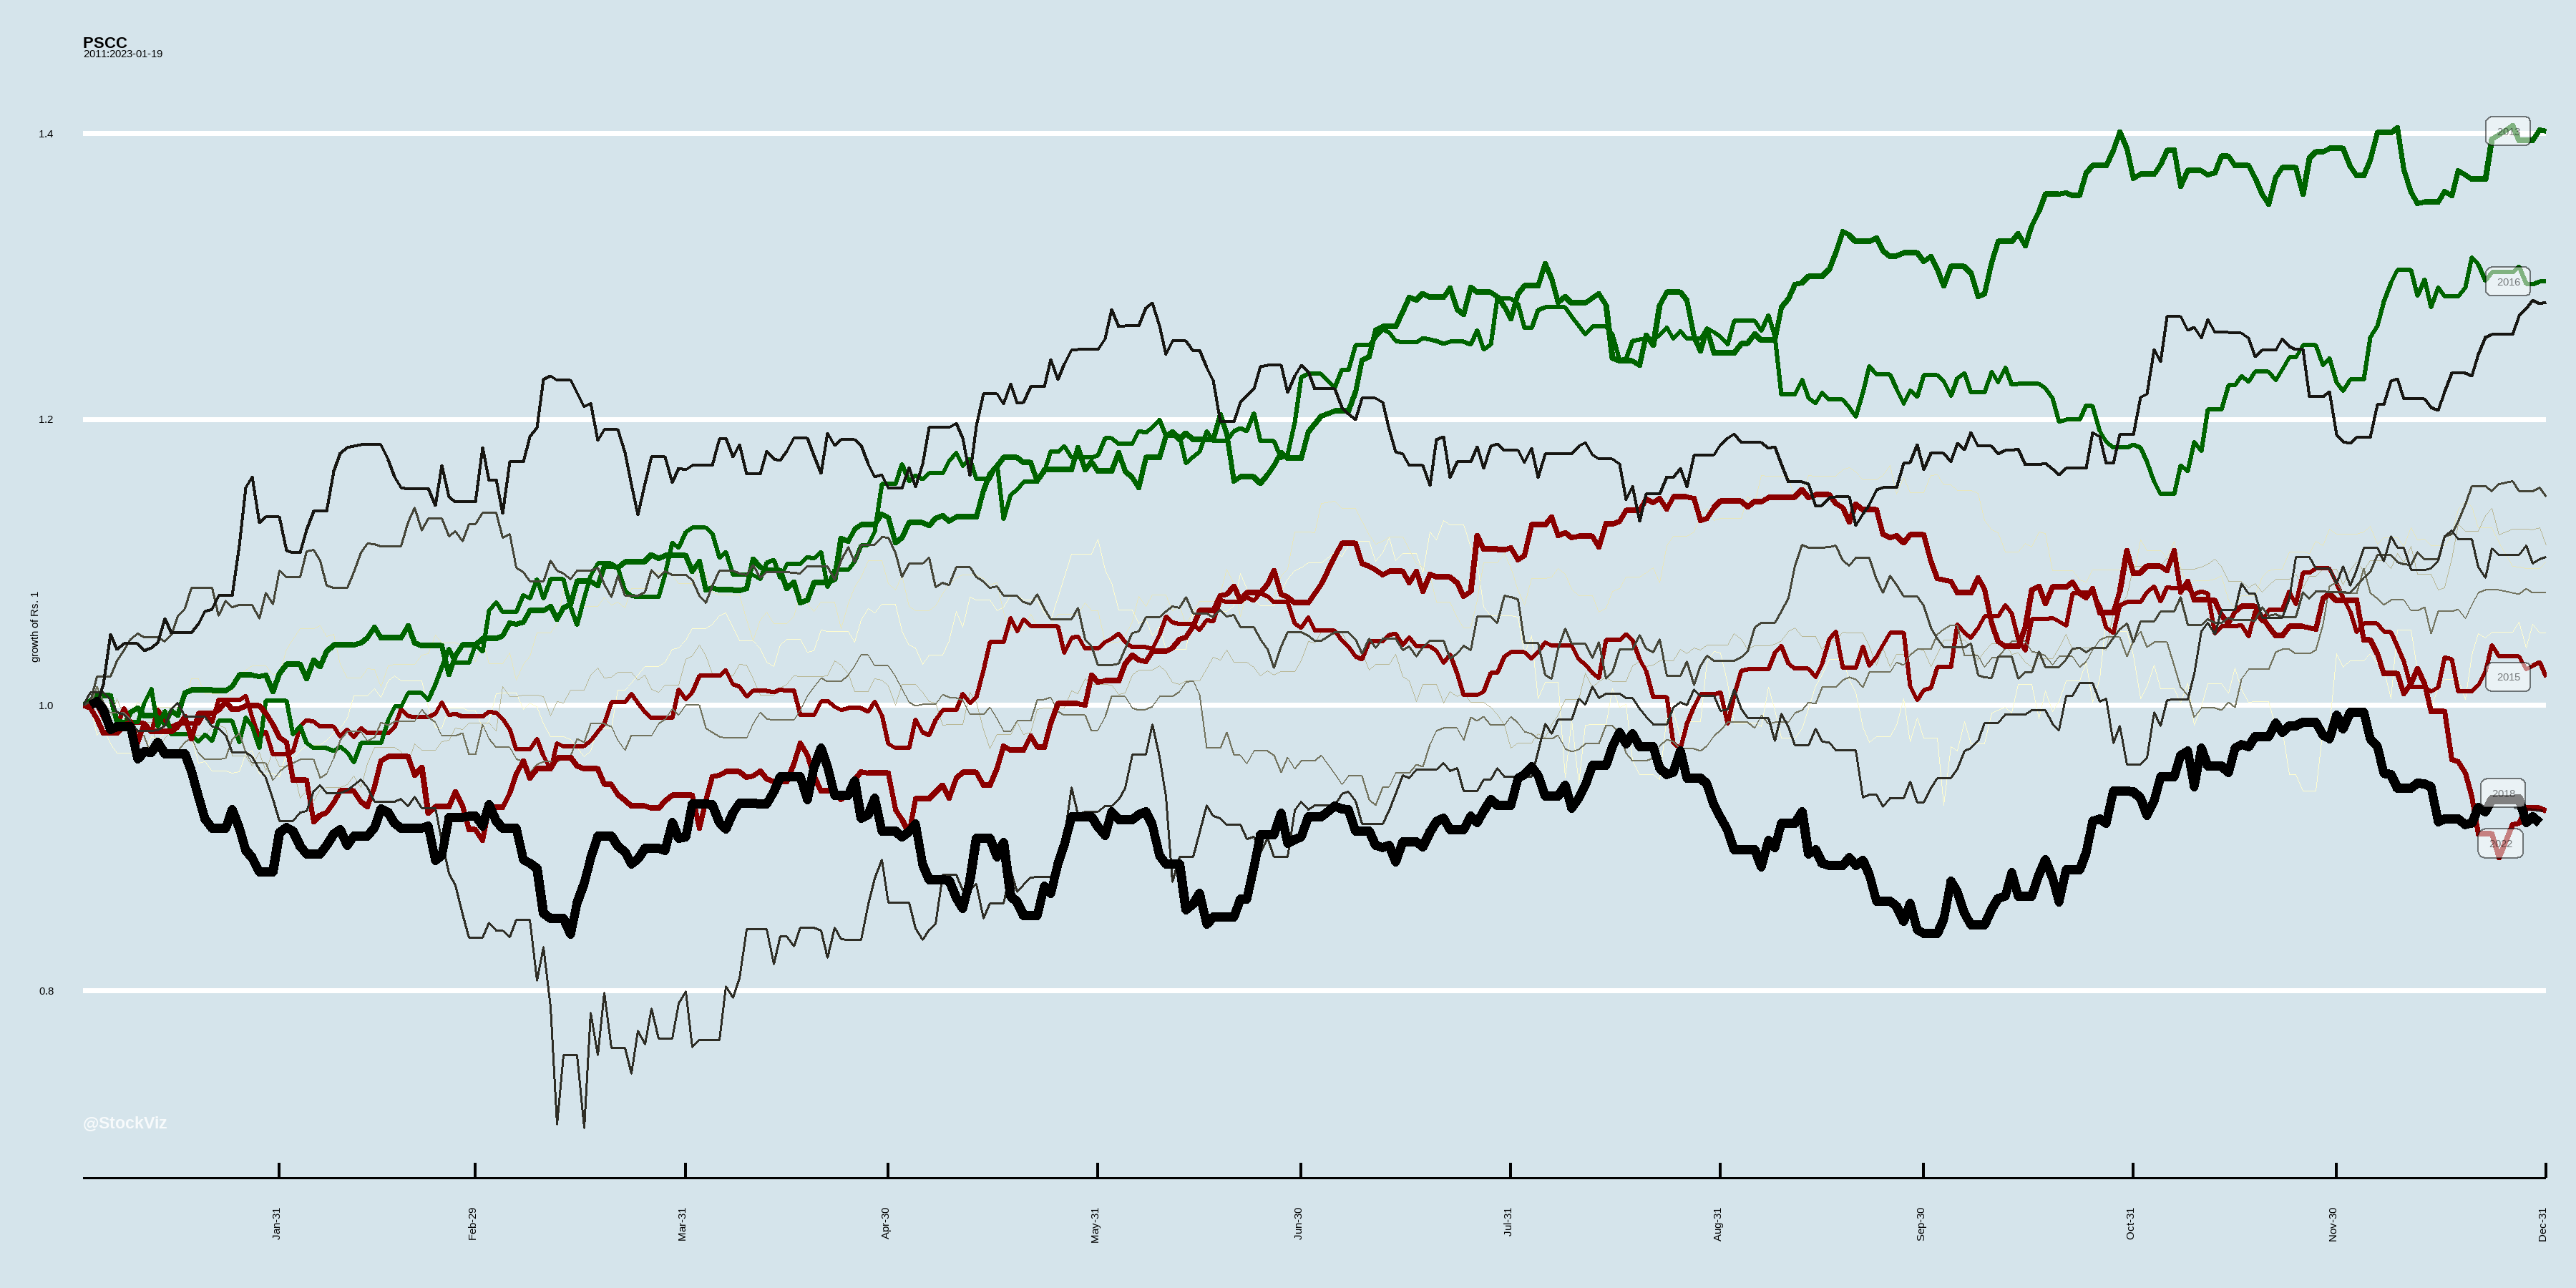 PSCC
2011:2023-01-19
1.4
1.2
1.0
0.8
growth of Rs. 1
2013
2016
2015
2018
2022
@StockViz
Jan-31
Feb-29
Mar-31
Apr-30
May-31
Jun-30
Jul-31
Aug-31
Sep-30
Oct-31
Nov-30
Dec-31